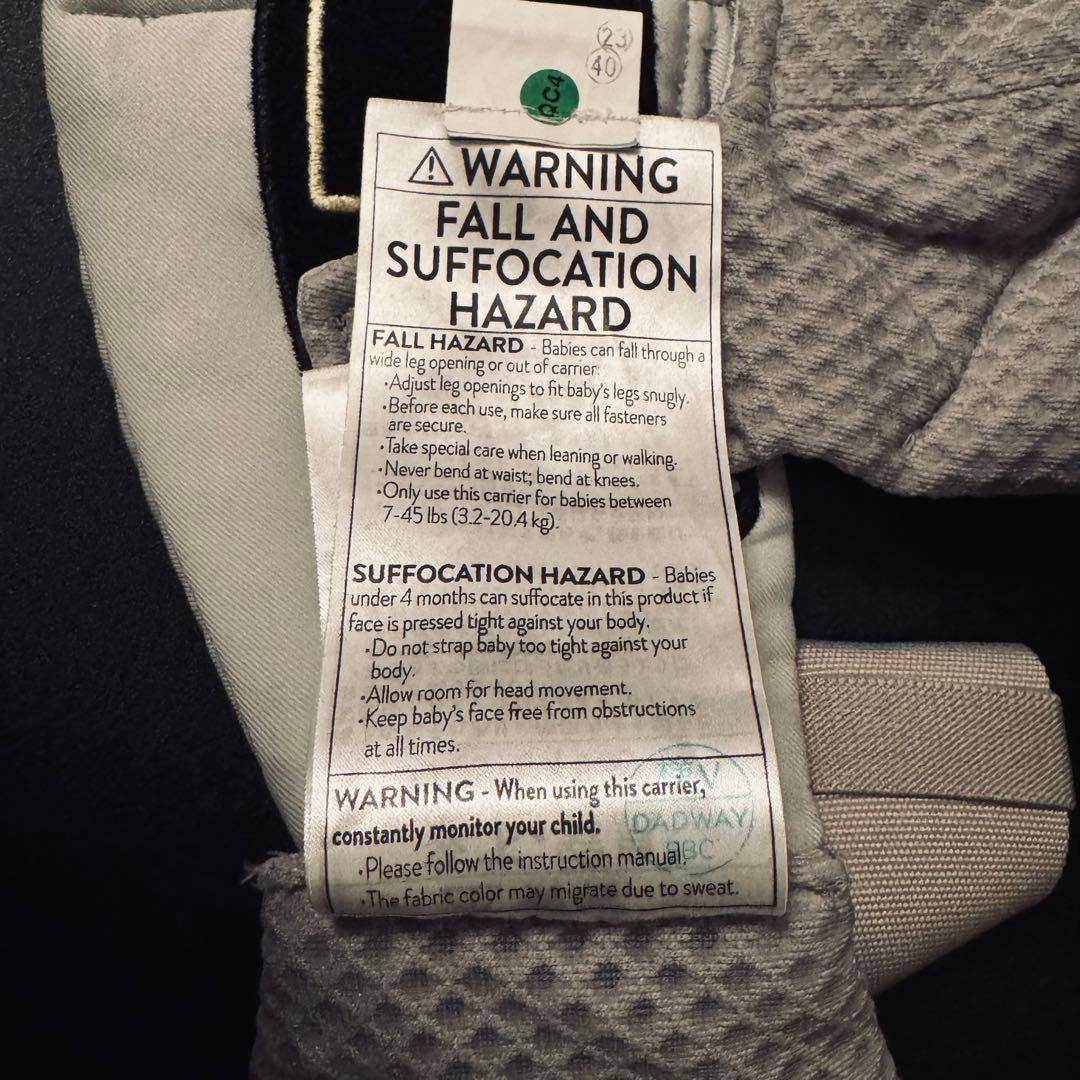 23
40
QC4
⚠ WARNING
FALL AND
SUFFOCATION
HAZARD
FALL HAZARD - Babies can fall through a
wide leg opening or out of carrier.
•Adjust leg openings to fit baby's legs snugly.
•Before each use, make sure all fasteners
are secure.
•Take special care when leaning or walking.
•Never bend at waist; bend at knees.
•Only use this carrier for babies between
7-45 lbs (3.2-20.4 kg).
SUFFOCATION HAZARD - Babies
under 4 months can suffocate in this product if
face is pressed tight against your body.
•Do not strap baby too tight against your
body.
•Allow room for head movement.
•Keep baby's face free from obstructions
at all times.
WARNING - When using this carrier,
constantly monitor your child.
DADWAY
•Please follow the instruction manual.
•The fabric color may migrate due to sweat.